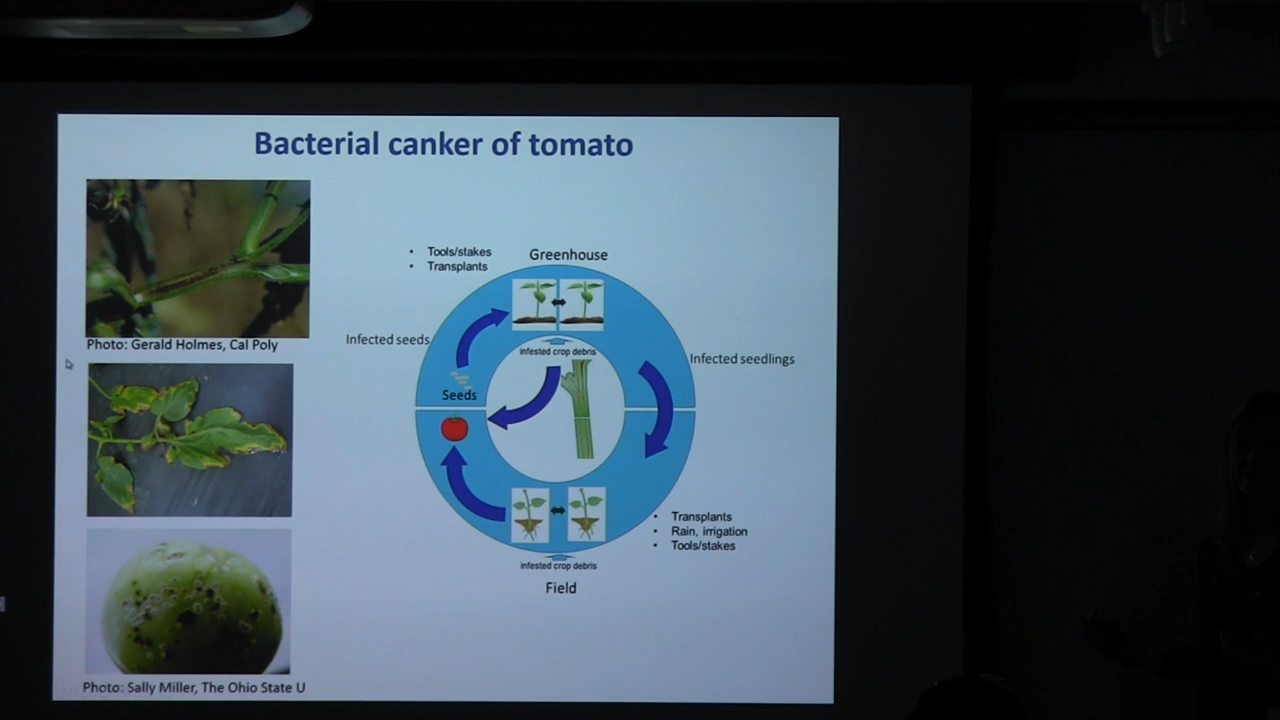 Bacterial canker of tomato
Photo: Gerald Holmes, Cal Poly
Photo: Sally Miller, The Ohio State U
• Tools/stakes
• Transplants
Greenhouse
Infected seeds
infested crop debris
Infected seedlings
Seeds
• Transplants
• Rain, irrigation
• Tools/stakes
infested crop debris
Field